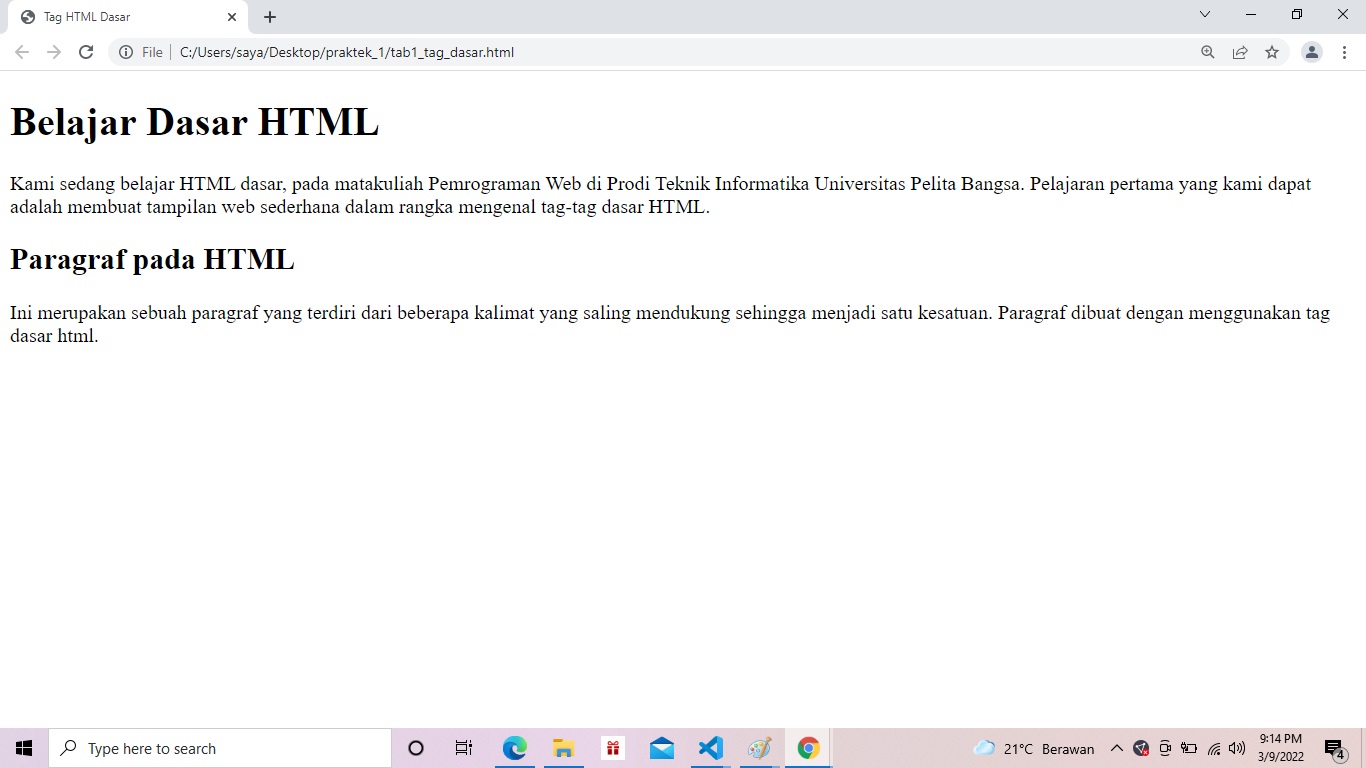 Tag HTML Dasar
File
C:/Users/saya/Desktop/praktek_1/tab1_tag_dasar.html
Belajar Dasar HTML
Kami sedang belajar HTML dasar, pada matakuliah Pemrograman Web di Prodi Teknik Informatika Universitas Pelita Bangsa. Pelajaran pertama yang kami dapat
adalah membuat tampilan web sederhana dalam rangka mengenal tag-tag dasar HTML.
Paragraf pada HTML
Ini merupakan sebuah paragraf yang terdiri dari beberapa kalimat yang saling mendukung sehingga menjadi satu kesatuan. Paragraf dibuat dengan menggunakan tag
dasar html.
Type here to search
21°C Berawan
9:14 PM
3/9/2022
4